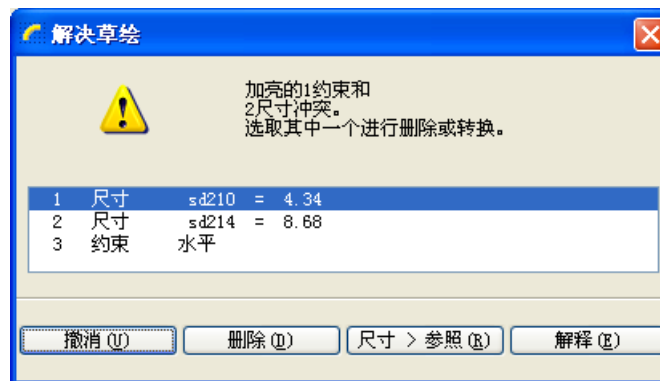 解决草绘
加亮的1约束和
2尺寸冲突。
选取其中一个进行删除或转换。
1 尺寸 sd210 = 4.34
2 尺寸 sd214 = 8.68
3 约束 水平
撤消(U) 删除(D) 尺寸 > 参照(R) 解释(E)